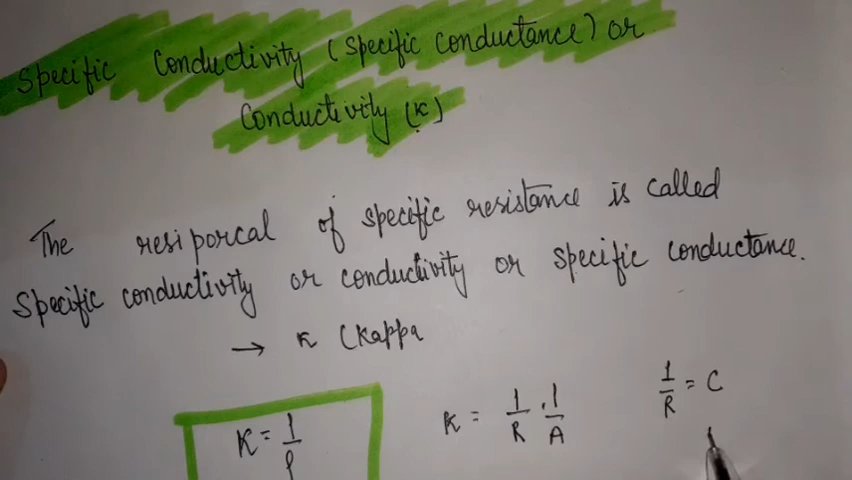 Specific Conductivity (Specific Conductance) or
Conductivity (κ)
The resiporcal of specific resistance is called
Specific conductivity or conductivity or specific conductance.
→ κ (Kappa
K = 1/ρ
K = 1/R . l/A
1/R = C